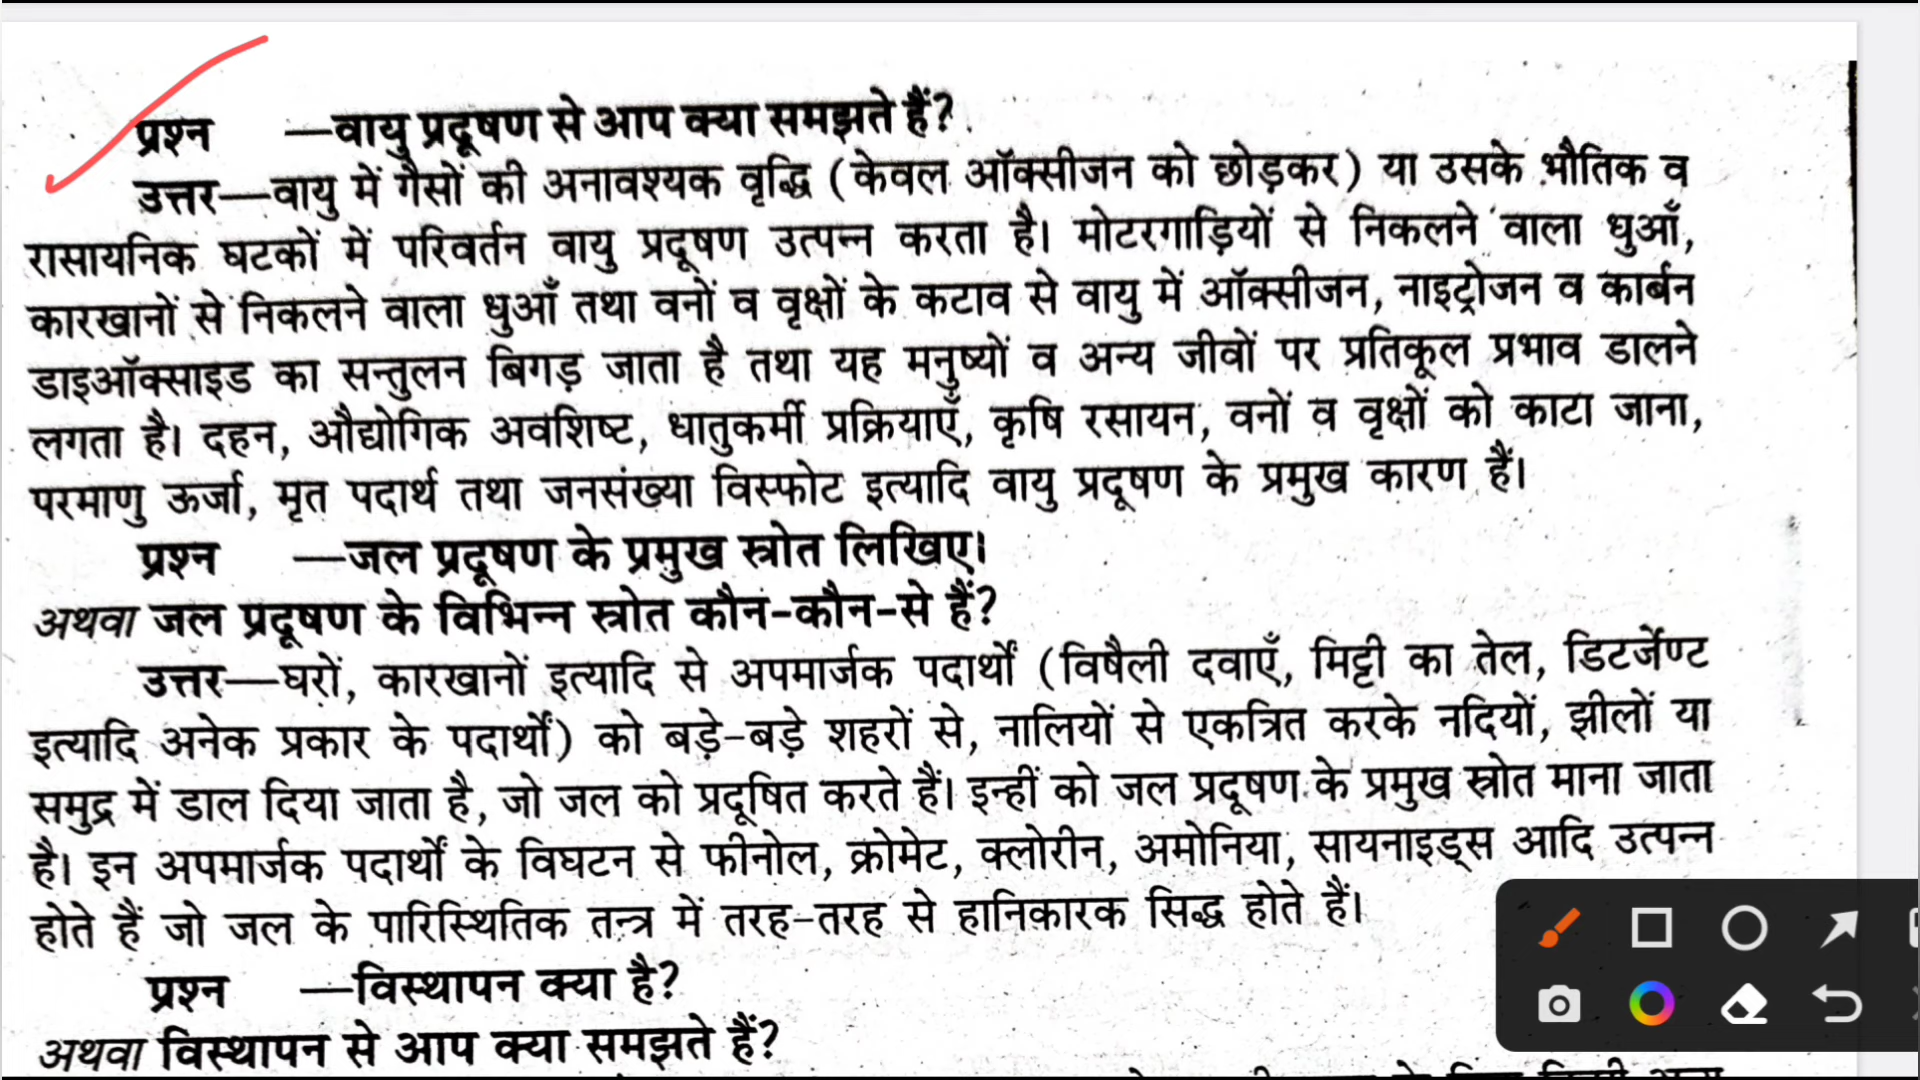 प्रश्न —वायु प्रदूषण से आप क्या समझते हैं?
उत्तर—वायु में गैसों की अनावश्यक वृद्धि (केवल ऑक्सीजन को छोड़कर) या उसके भौतिक व
रासायनिक घटकों में परिवर्तन वायु प्रदूषण उत्पन्न करता है। मोटरगाड़ियों से निकलने वाला धुआँ,
कारखानों से निकलने वाला धुआँ तथा वनों व वृक्षों के कटाव से वायु में ऑक्सीजन, नाइट्रोजन व कार्बन
डाइऑक्साइड का सन्तुलन बिगड़ जाता है तथा यह मनुष्यों व अन्य जीवों पर प्रतिकूल प्रभाव डालने
लगता है। दहन, औद्योगिक अवशिष्ट, धातुकर्मी प्रक्रियाएँ, कृषि रसायन, वनों व वृक्षों को काटा जाना,
परमाणु ऊर्जा, मृत पदार्थ तथा जनसंख्या विस्फोट इत्यादि वायु प्रदूषण के प्रमुख कारण हैं।
प्रश्न —जल प्रदूषण के प्रमुख स्रोत लिखिए।
अथवा जल प्रदूषण के विभिन्न स्रोत कौन-कौन-से हैं?
उत्तर—घरों, कारखानों इत्यादि से अपमार्जक पदार्थों (विषैली दवाएँ, मिट्टी का तेल, डिटर्जेण्ट
इत्यादि अनेक प्रकार के पदार्थों) को बड़े-बड़े शहरों से, नालियों से एकत्रित करके नदियों, झीलों या
समुद्र में डाल दिया जाता है, जो जल को प्रदूषित करते हैं। इन्हीं को जल प्रदूषण के प्रमुख स्रोत माना जाता
है। इन अपमार्जक पदार्थों के विघटन से फीनोल, क्रोमेट, क्लोरीन, अमोनिया, सायनाइड्स आदि उत्पन्न
होते हैं जो जल के पारिस्थितिक तन्त्र में तरह-तरह से हानिकारक सिद्ध होते हैं।
प्रश्न —विस्थापन क्या है?
अथवा विस्थापन से आप क्या समझते हैं?